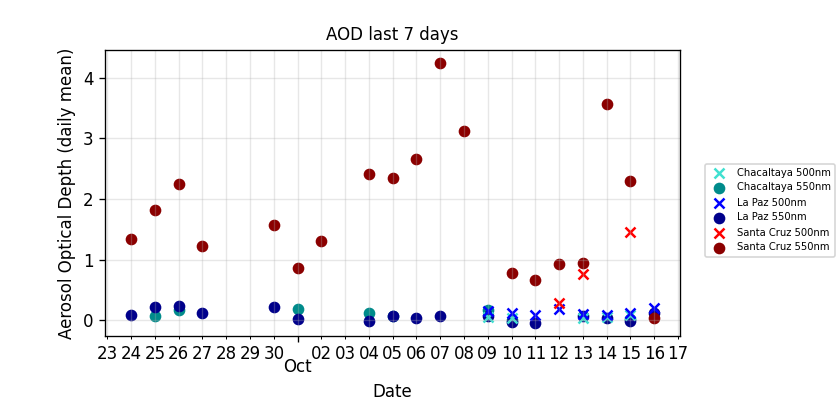 AOD last 7 days
Aerosol Optical Depth (daily mean)
4
3
2
1
0
23 24 25 26 27 28 29 30 02 03 04 05 06 07 08 09 10 11 12 13 14 15 16 17
Oct
Date
Chacaltaya 500nm
Chacaltaya 550nm
La Paz 500nm
La Paz 550nm
Santa Cruz 500nm
Santa Cruz 550nm